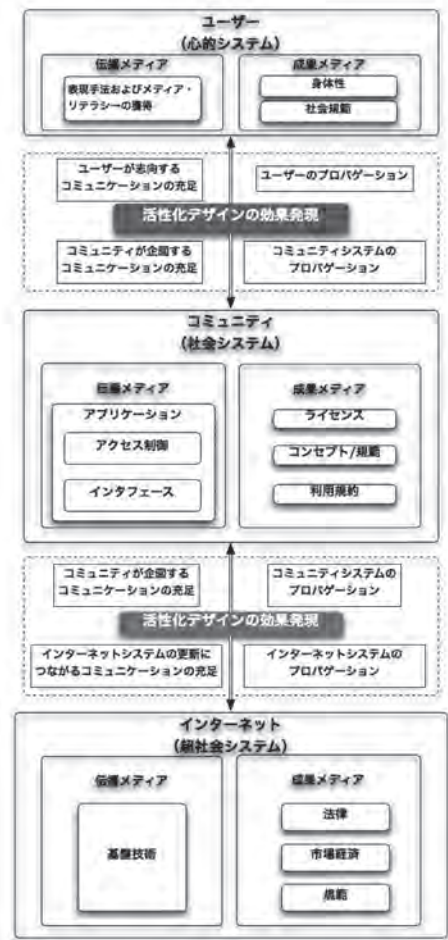 ユーザー
(心的システム)
伝播メディア
表現手法およびメディア・
リテラシーの獲得
成果メディア
身体性
社会規範
ユーザーが志向する
コミュニケーションの充足
ユーザーのプロパゲーション
活性化デザインの効果発現
コミュニティが企図する
コミュニケーションの充足
コミュニティシステムの
プロパゲーション
コミュニティ
(社会システム)
伝播メディア
アプリケーション
アクセス制御
インタフェース
成果メディア
ライセンス
コンセプト/規範
利用規約
コミュニティが企図する
コミュニケーションの充足
コミュニティシステムの
プロパゲーション
活性化デザインの効果発現
インターネットシステムの更新に
つながるコミュニケーションの充足
インターネットシステムの
プロパゲーション
インターネット
(超社会システム)
伝播メディア
基盤技術
成果メディア
法律
市場経済
規範